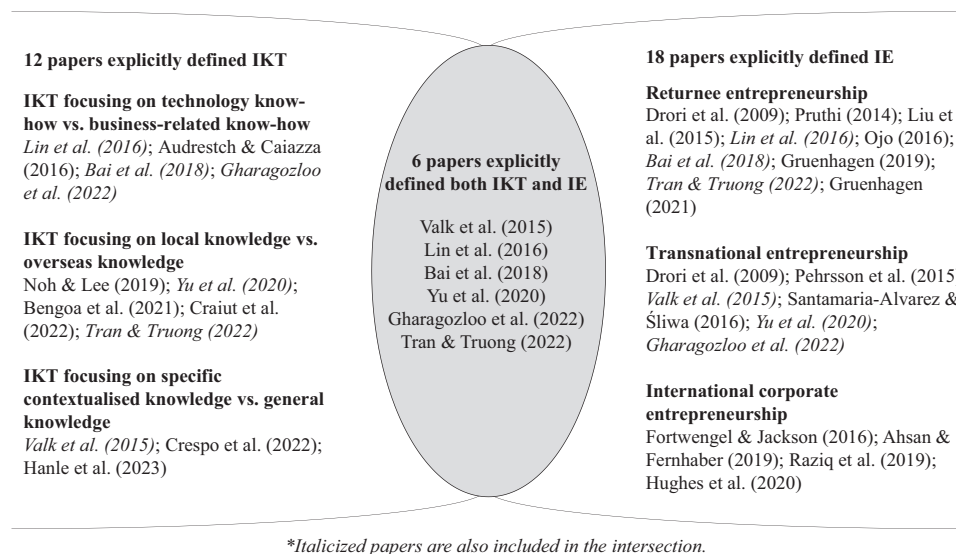 12 papers explicitly defined IKT
IKT focusing on technology know-
how vs. business-related know-how
Lin et al. (2016); Audrestch & Caiazza
(2016); Bai et al. (2018); Gharagozloo
et al. (2022)
IKT focusing on local knowledge vs.
overseas knowledge
Noh & Lee (2019); Yu et al. (2020);
Bengoa et al. (2021); Craiut et al.
(2022); Tran & Truong (2022)
IKT focusing on specific
contextualised knowledge vs. general
knowledge
Valk et al. (2015); Crespo et al. (2022);
Hanle et al. (2023)
6 papers explicitly
defined both IKT and IE
Valk et al. (2015)
Lin et al. (2016)
Bai et al. (2018)
Yu et al. (2020)
Gharagozloo et al. (2022)
Tran & Truong (2022)
18 papers explicitly defined IE
Returnee entrepreneurship
Drori et al. (2009); Pruthi (2014); Liu et
al. (2015); Lin et al. (2016); Ojo (2016);
Bai et al. (2018); Gruenhagen (2019);
Tran & Truong (2022); Gruenhagen
(2021)
Transnational entrepreneurship
Drori et al. (2009); Pehrsson et al. (2015
Valk et al. (2015); Santamaria-Alvarez &
Śliwa (2016); Yu et al. (2020);
Gharagozloo et al. (2022)
International corporate
entrepreneurship
Fortwengel & Jackson (2016); Ahsan &
Fernhaber (2019); Raziq et al. (2019);
Hughes et al. (2020)
*Italicized papers are also included in the intersection.